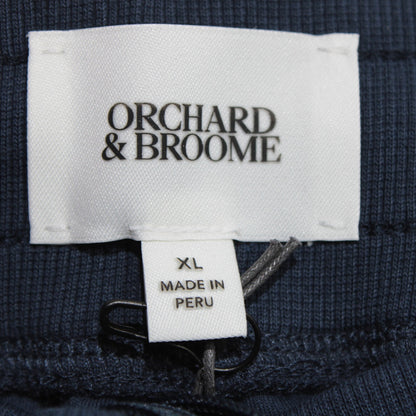 ORCHARD
& BROOME
XL
MADE IN
PERU